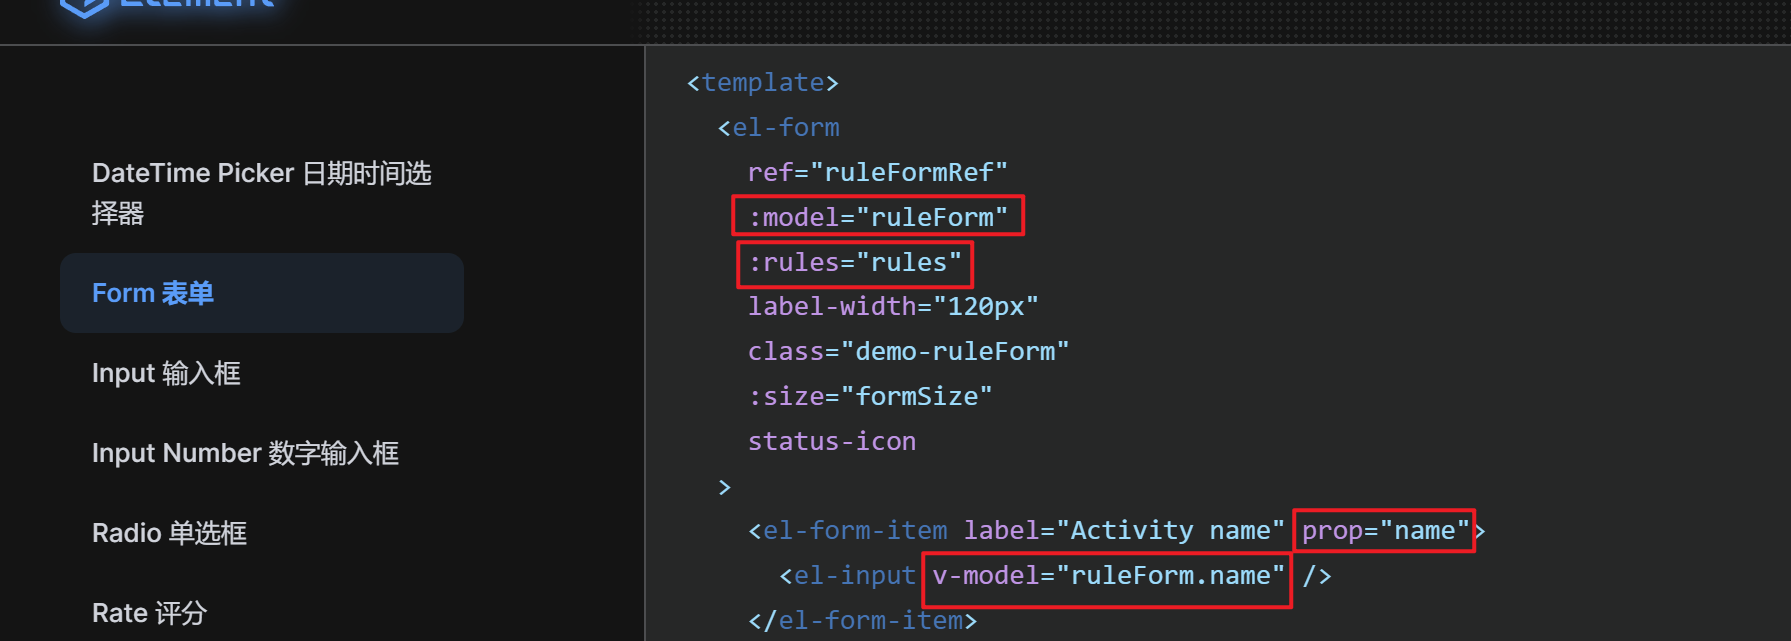 Element
DateTime Picker 日期时间选
择器
Form 表单
Input 输入框
Input Number 数字输入框
Radio 单选框
Rate 评分
<template>
<el-form
ref="ruleFormRef"
:model="ruleForm"
:rules="rules"
label-width="120px"
class="demo-ruleForm"
:size="formSize"
status-icon
>
<el-form-item label="Activity name" prop="name">
<el-input v-model="ruleForm.name" />
</el-form-item>